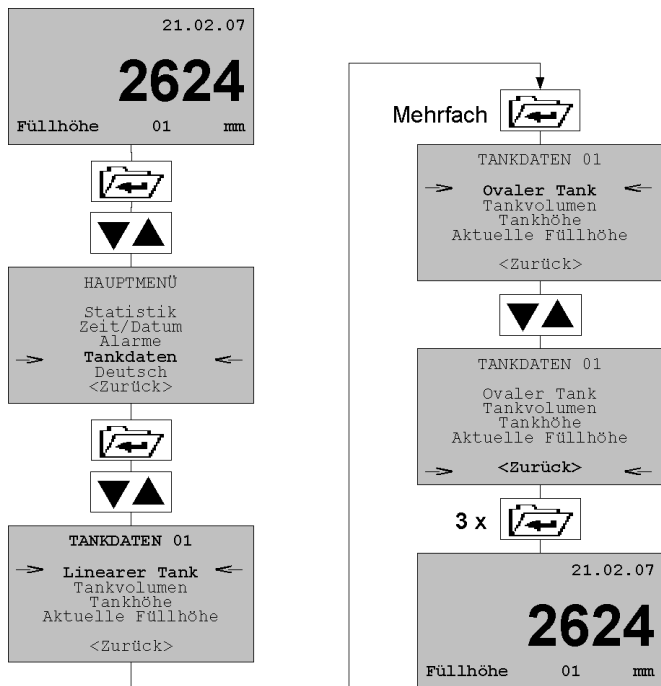 21.02.07
2624
Füllhöhe 01 mm
HAUPTMENÜ
Statistik
Zeit/Datum
Alarme
Tankdaten
Deutsch
<Zurück>
TANKDATEN 01
Linearer Tank
Tankvolumen
Tankhöhe
Aktuelle Füllhöhe
<Zurück>
Mehrfach
TANKDATEN 01
Ovaler Tank
Tankvolumen
Tankhöhe
Aktuelle Füllhöhe
<Zurück>
TANKDATEN 01
Ovaler Tank
Tankvolumen
Tankhöhe
Aktuelle Füllhöhe
<Zurück>
3 x
21.02.07
2624
Füllhöhe 01 mm